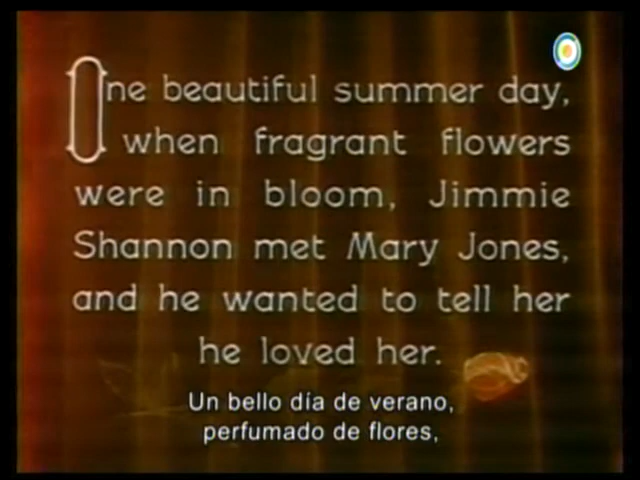 One beautiful summer day,
when fragrant flowers
were in bloom, Jimmie
Shannon met Mary Jones,
and he wanted to tell her
he loved her.
Un bello día de verano,
perfumado de flores,